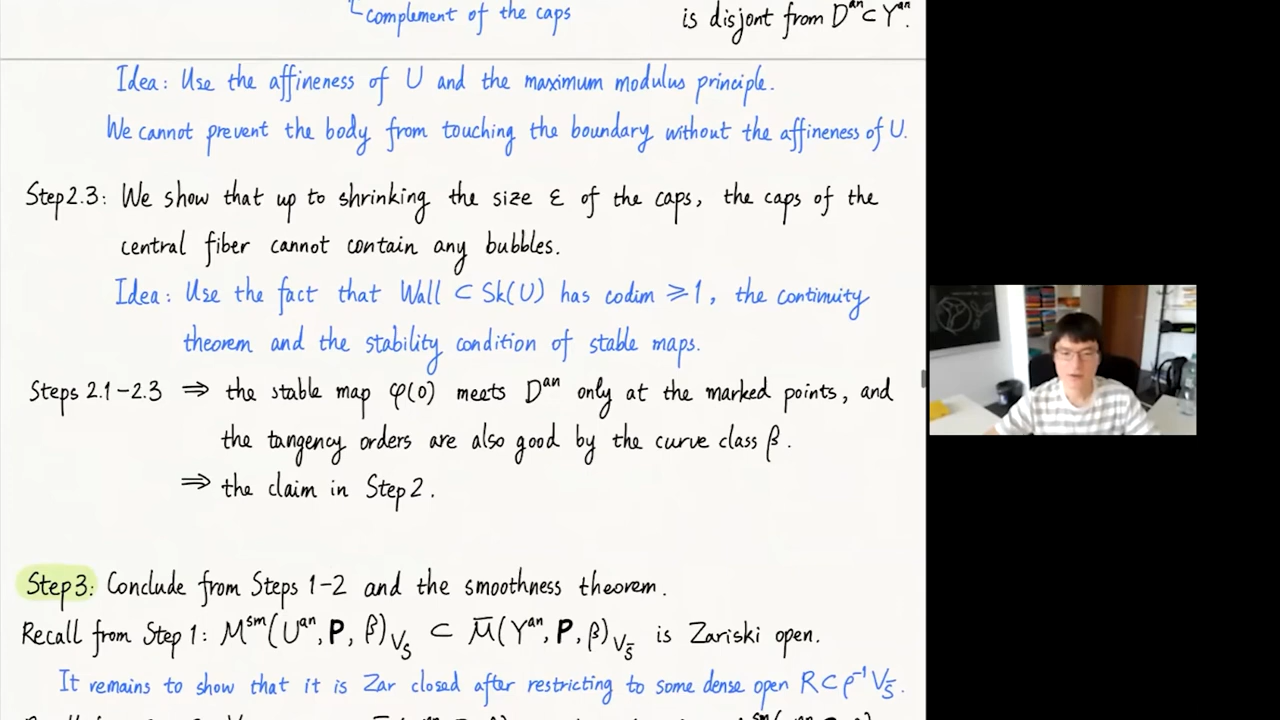 complement of the caps is disjont from Dᵃⁿ⊂Yᵃⁿ.
Idea: Use the affineness of U and the maximum modulus principle.
We cannot prevent the body from touching the boundary without the affineness of U.
Step2.3: We show that up to shrinking the size ε of the caps, the caps of the
central fiber cannot contain any bubbles.
Idea: Use the fact that Wall ⊂ Sk(U) has codim ⩾1, the continuity
theorem and the stability condition of stable maps.
Steps 2.1-2.3 ⇒ the stable map φ(0) meets Dᵃⁿ only at the marked points, and
the tangency orders are also good by the curve class β.
⇒ the claim in Step2.
Step3: Conclude from Steps 1-2 and the smoothness theorem.
Recall from Step 1: Mˢᵐ(Uᵃⁿ, P, β)_V_S ⊂ M̄(Yᵃⁿ, P, β)_V_S̄ is Zariski open.
It remains to show that it is Zar closed after restricting to some dense open R⊂ρ⁻¹V_S̄.